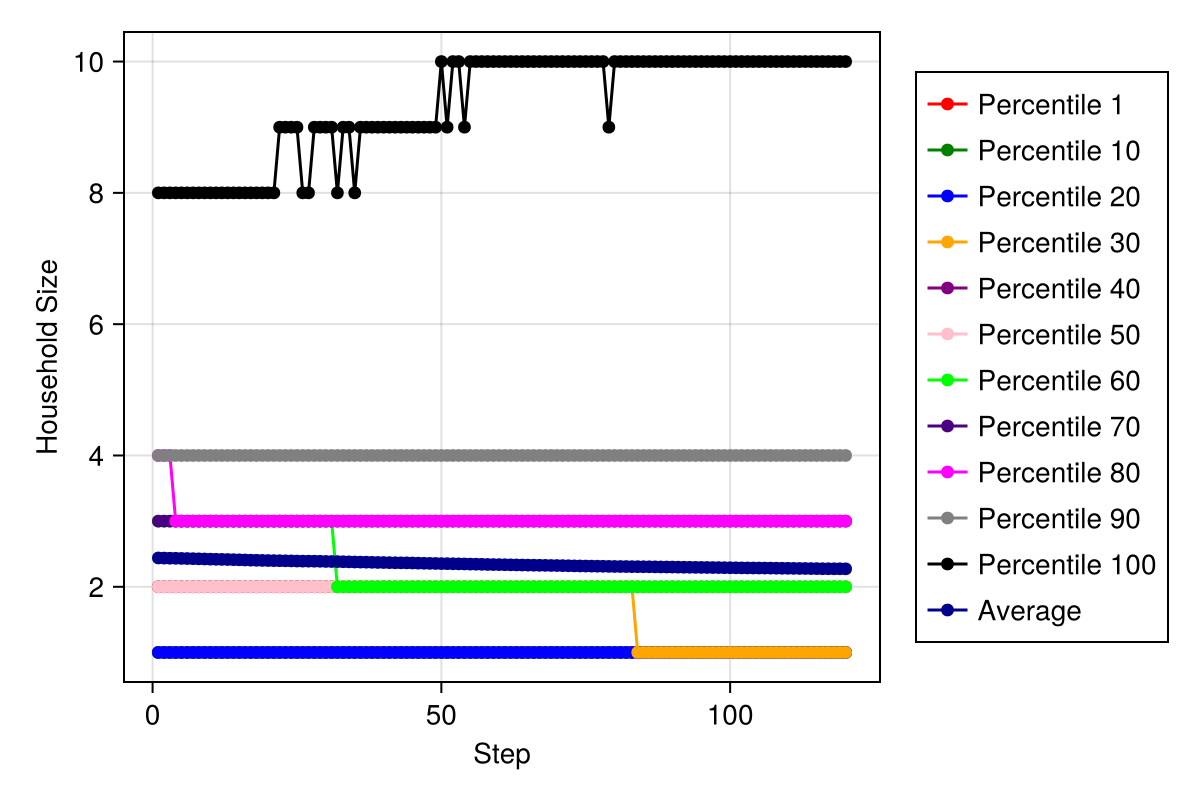 10
8
6
4
2
Household Size
0
50
100
Step
Percentile 1
Percentile 10
Percentile 20
Percentile 30
Percentile 40
Percentile 50
Percentile 60
Percentile 70
Percentile 80
Percentile 90
Percentile 100
Average